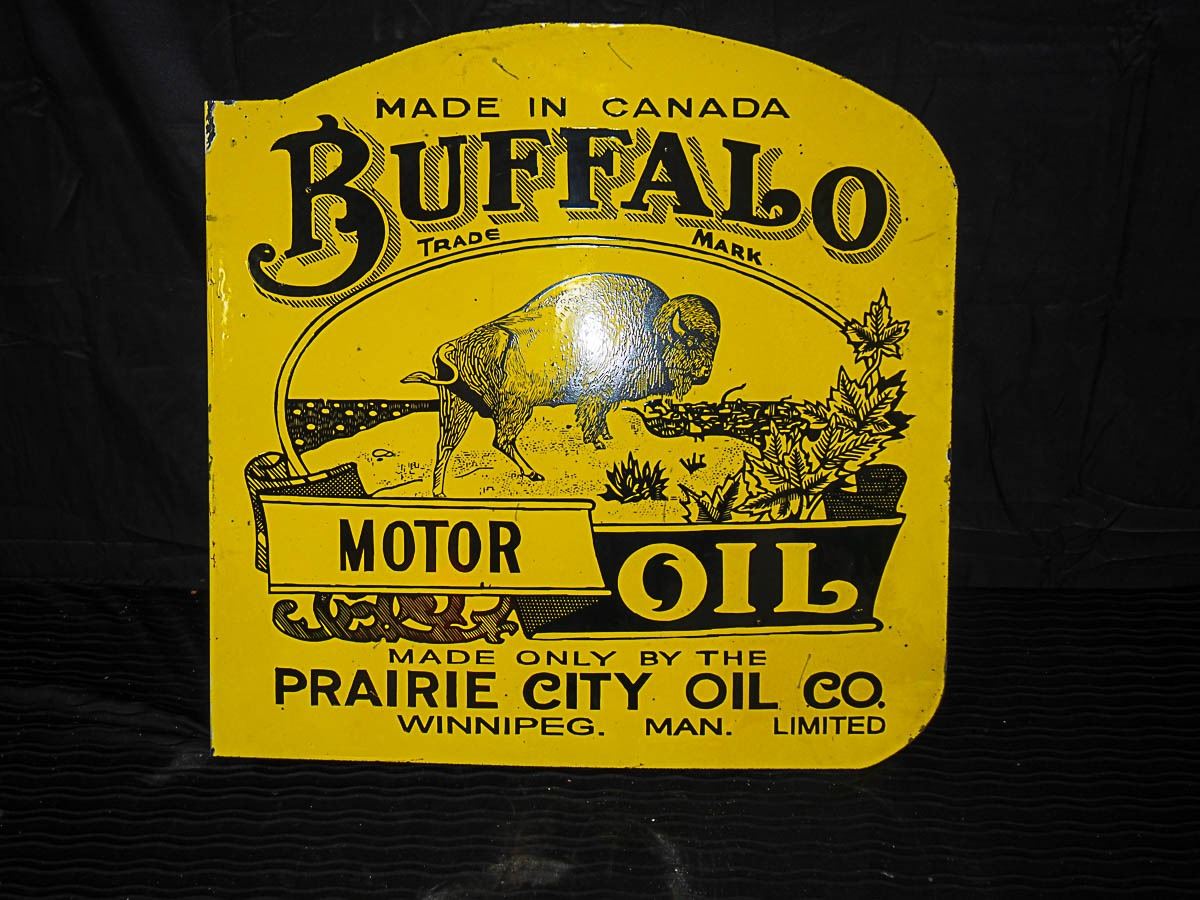 MADE IN CANADA
BUFFALO
TRADE MARK
MOTOR OIL
MADE ONLY BY THE
PRAIRIE CITY OIL CO.
WINNIPEG. MAN. LIMITED